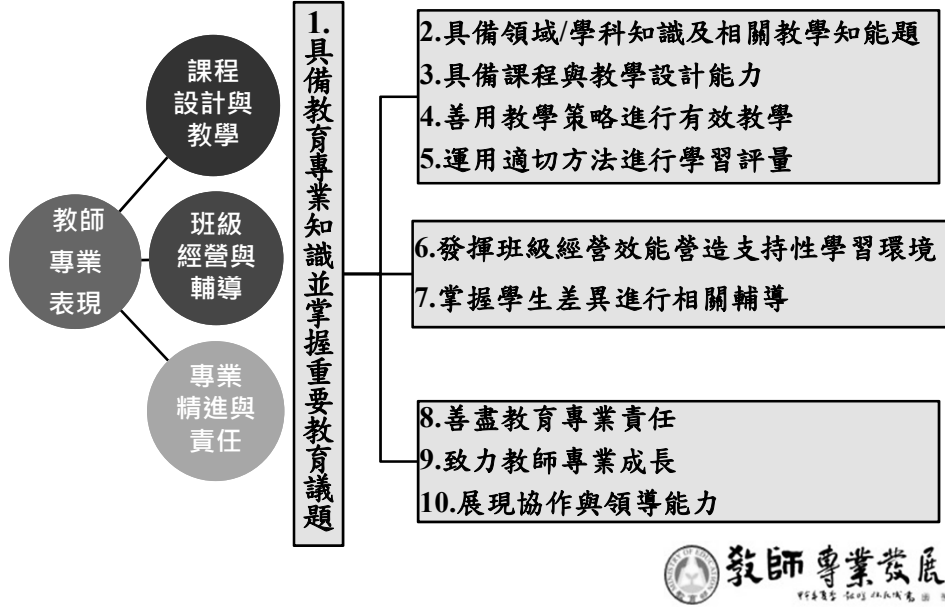 教師
專業
表現
課程
設計與
教學
班級
經營與
輔導
專業
精進與
責任
1.具備教育專業知識並掌握重要教育議題
2.具備領域/學科知識及相關教學知能題
3.具備課程與教學設計能力
4.善用教學策略進行有效教學
5.運用適切方法進行學習評量
6.發揮班級經營效能營造支持性學習環境
7.掌握學生差異進行相關輔導
8.善盡教育專業責任
9.致力教師專業成長
10.展現協作與領導能力
MINISTRY OF EDUCATION
教師專業發展